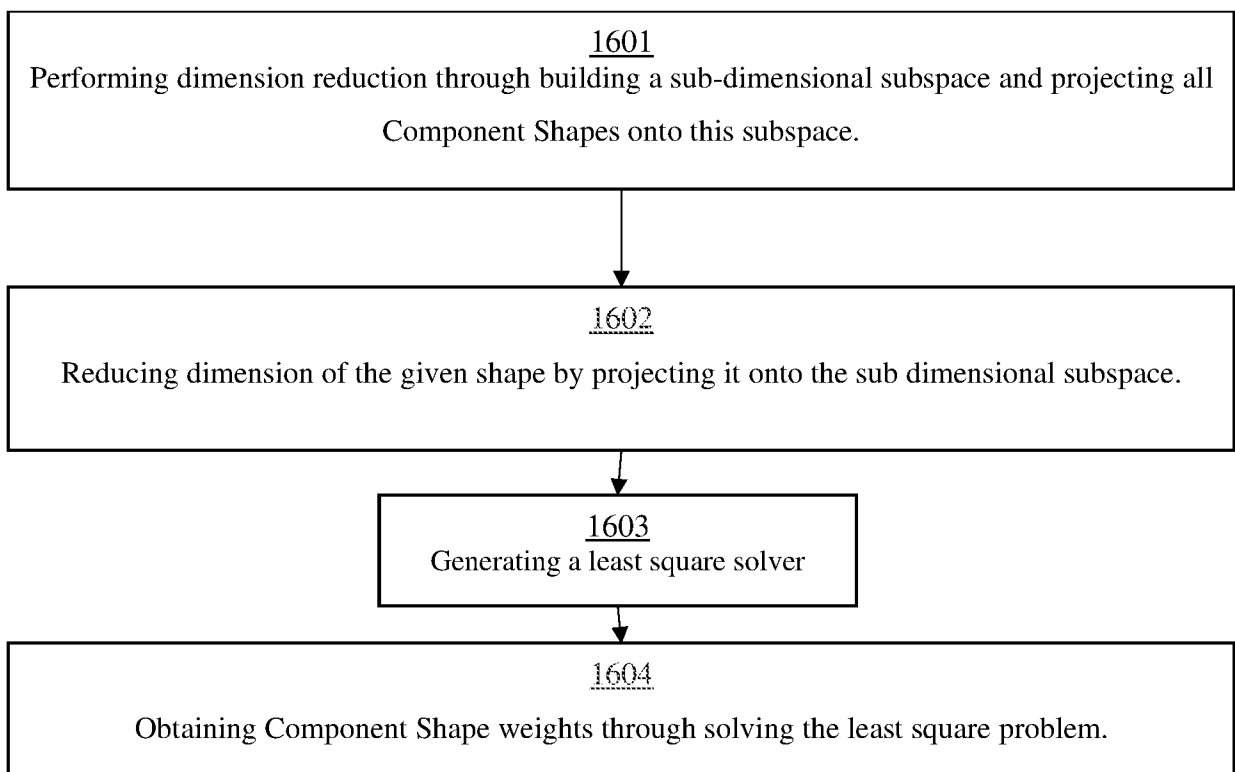 1601
Performing dimension reduction through building a sub-dimensional subspace and projecting all
Component Shapes onto this subspace.
1602
Reducing dimension of the given shape by projecting it onto the sub dimensional subspace.
1603
Generating a least square solver
1604
Obtaining Component Shape weights through solving the least square problem.